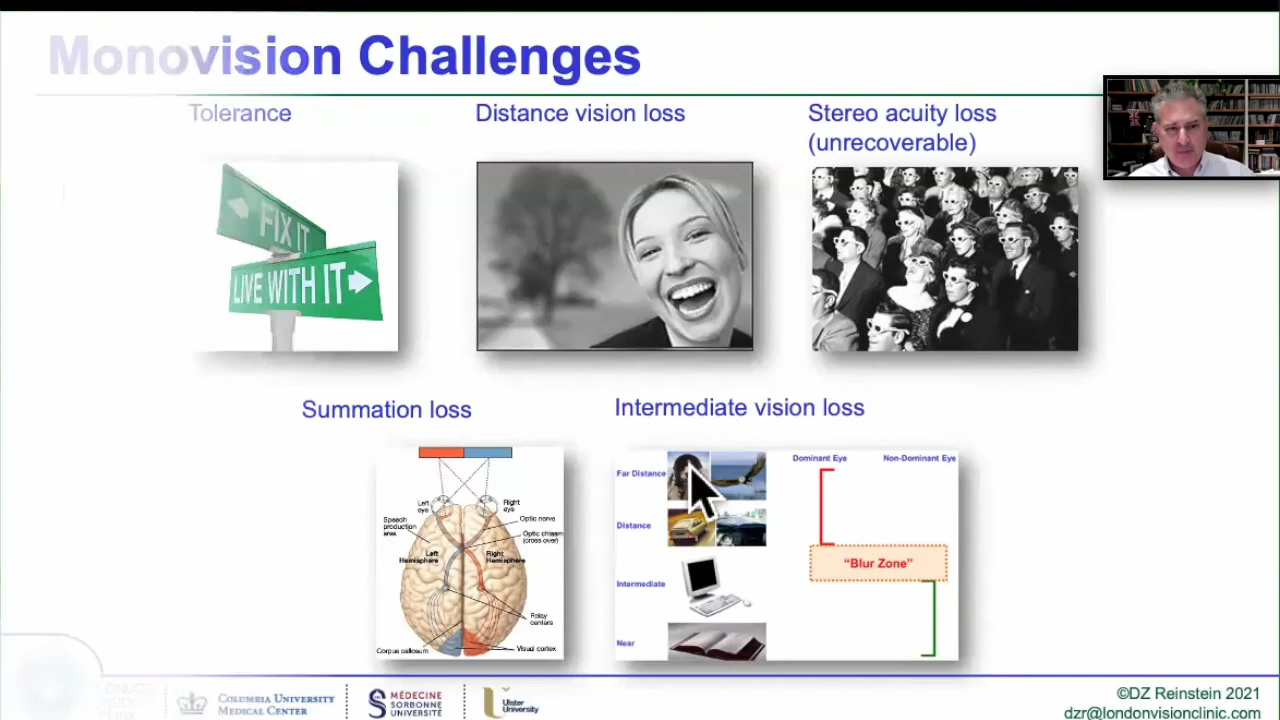 Monovision Challenges
Tolerance
Distance vision loss
Stereo acuity loss
(unrecoverable)
FIX IT
LIVE WITH IT
Summation loss
Intermediate vision loss
Left
eye
Right
eye
Speech
production
area
Optic nerve
Optic chiasm
(cross over)
Left
Hemisphere
Right
Hemisphere
Relay
centers
Corpus callosum
Visual cortex
Dominant Eye
Non-Dominant Eye
Far Distance
Distance
"Blur Zone"
Intermediate
Near
LONDON
VISION
CLINIC
COLUMBIA UNIVERSITY
MEDICAL CENTER
MÉDECINE
SORBONNE
UNIVERSITÉ
Ulster
University
©DZ Reinstein 2021
dzr@londonvisionclinic.com